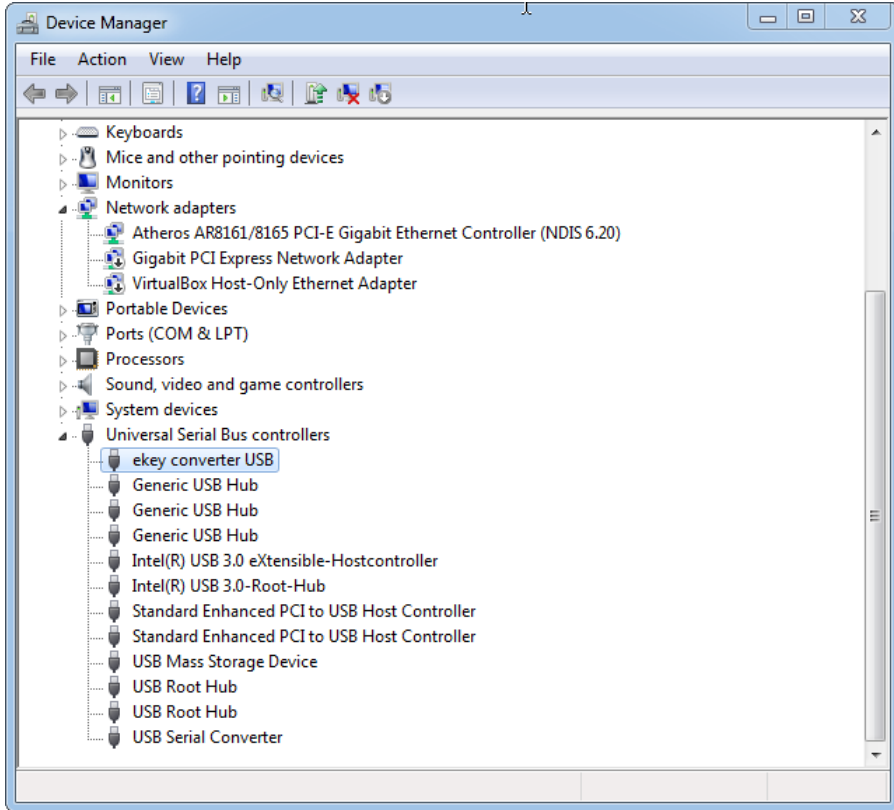 Device Manager
File Action View Help
Keyboards
Mice and other pointing devices
Monitors
Network adapters
Atheros AR8161/8165 PCI-E Gigabit Ethernet Controller (NDIS 6.20)
Gigabit PCI Express Network Adapter
VirtualBox Host-Only Ethernet Adapter
Portable Devices
Ports (COM & LPT)
Processors
Sound, video and game controllers
System devices
Universal Serial Bus controllers
ekey converter USB
Generic USB Hub
Generic USB Hub
Generic USB Hub
Intel(R) USB 3.0 eXtensible-Hostcontroller
Intel(R) USB 3.0-Root-Hub
Standard Enhanced PCI to USB Host Controller
Standard Enhanced PCI to USB Host Controller
USB Mass Storage Device
USB Root Hub
USB Root Hub
USB Serial Converter